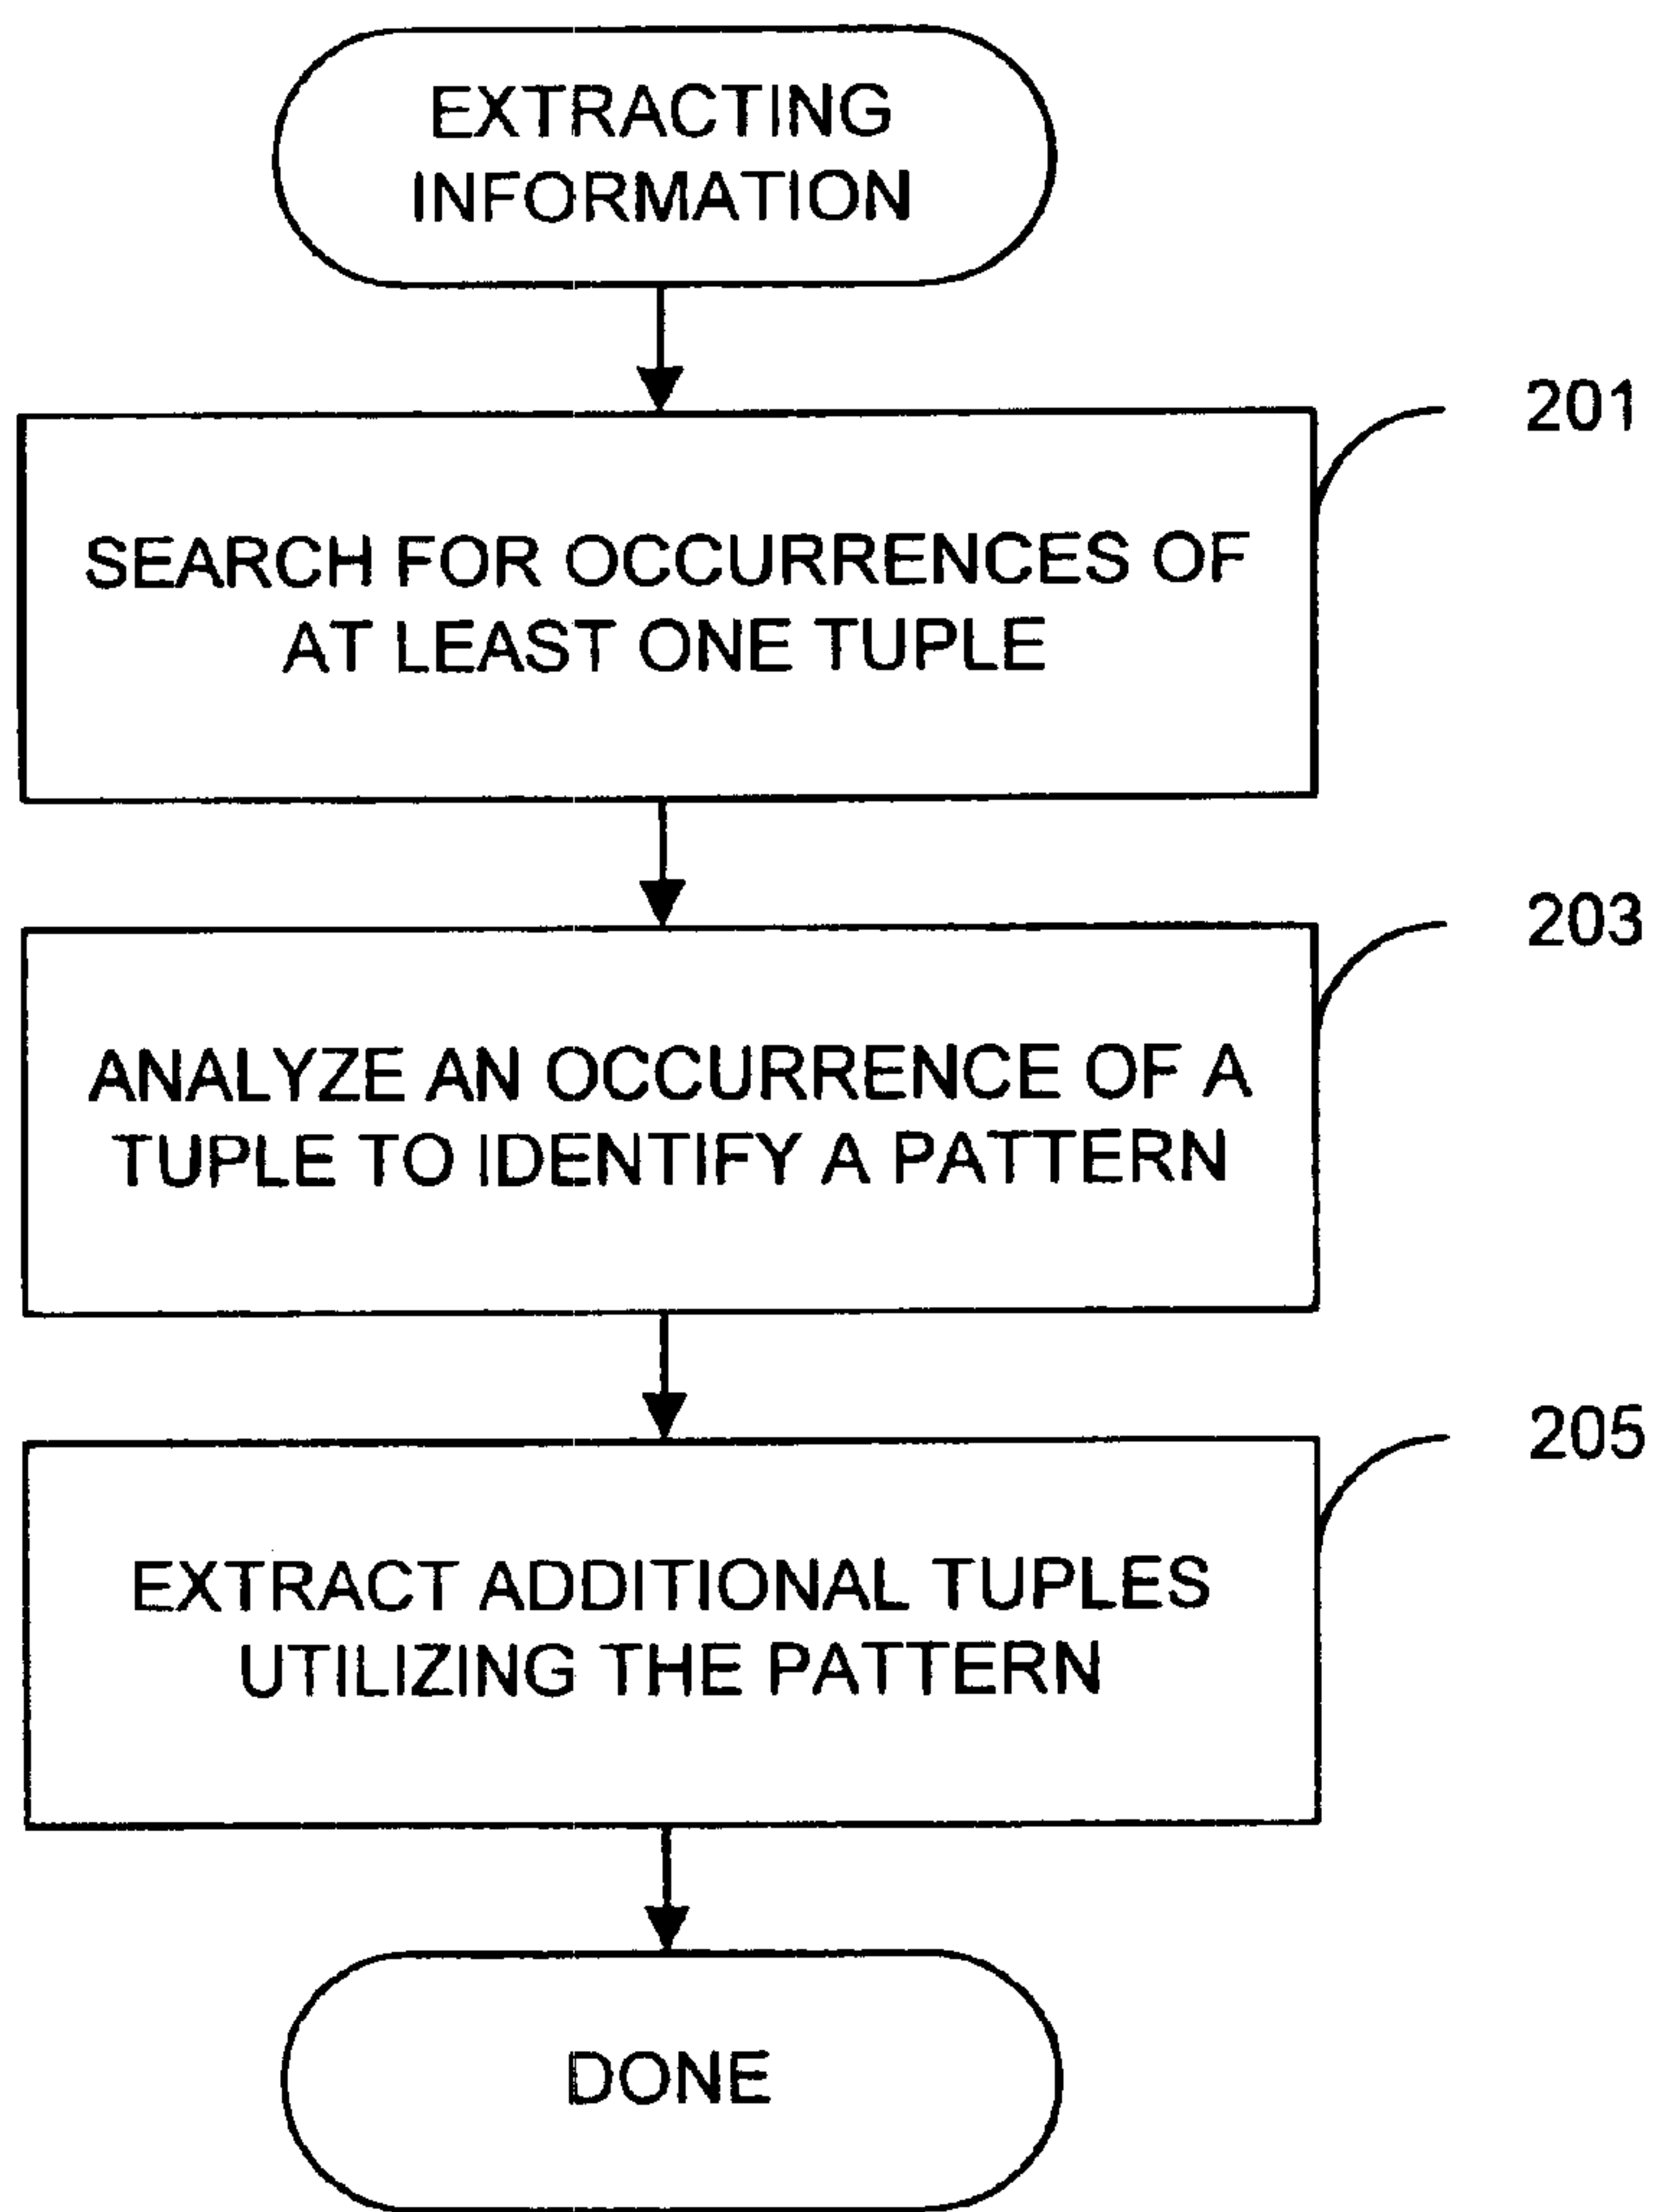 EXTRACTING
INFORMATION
201
SEARCH FOR OCCURRENCES OF
AT LEAST ONE TUPLE
203
ANALYZE AN OCCURRENCE OF A
TUPLE TO IDENTIFY A PATTERN
205
EXTRACT ADDITIONAL TUPLES
UTILIZING THE PATTERN
DONE